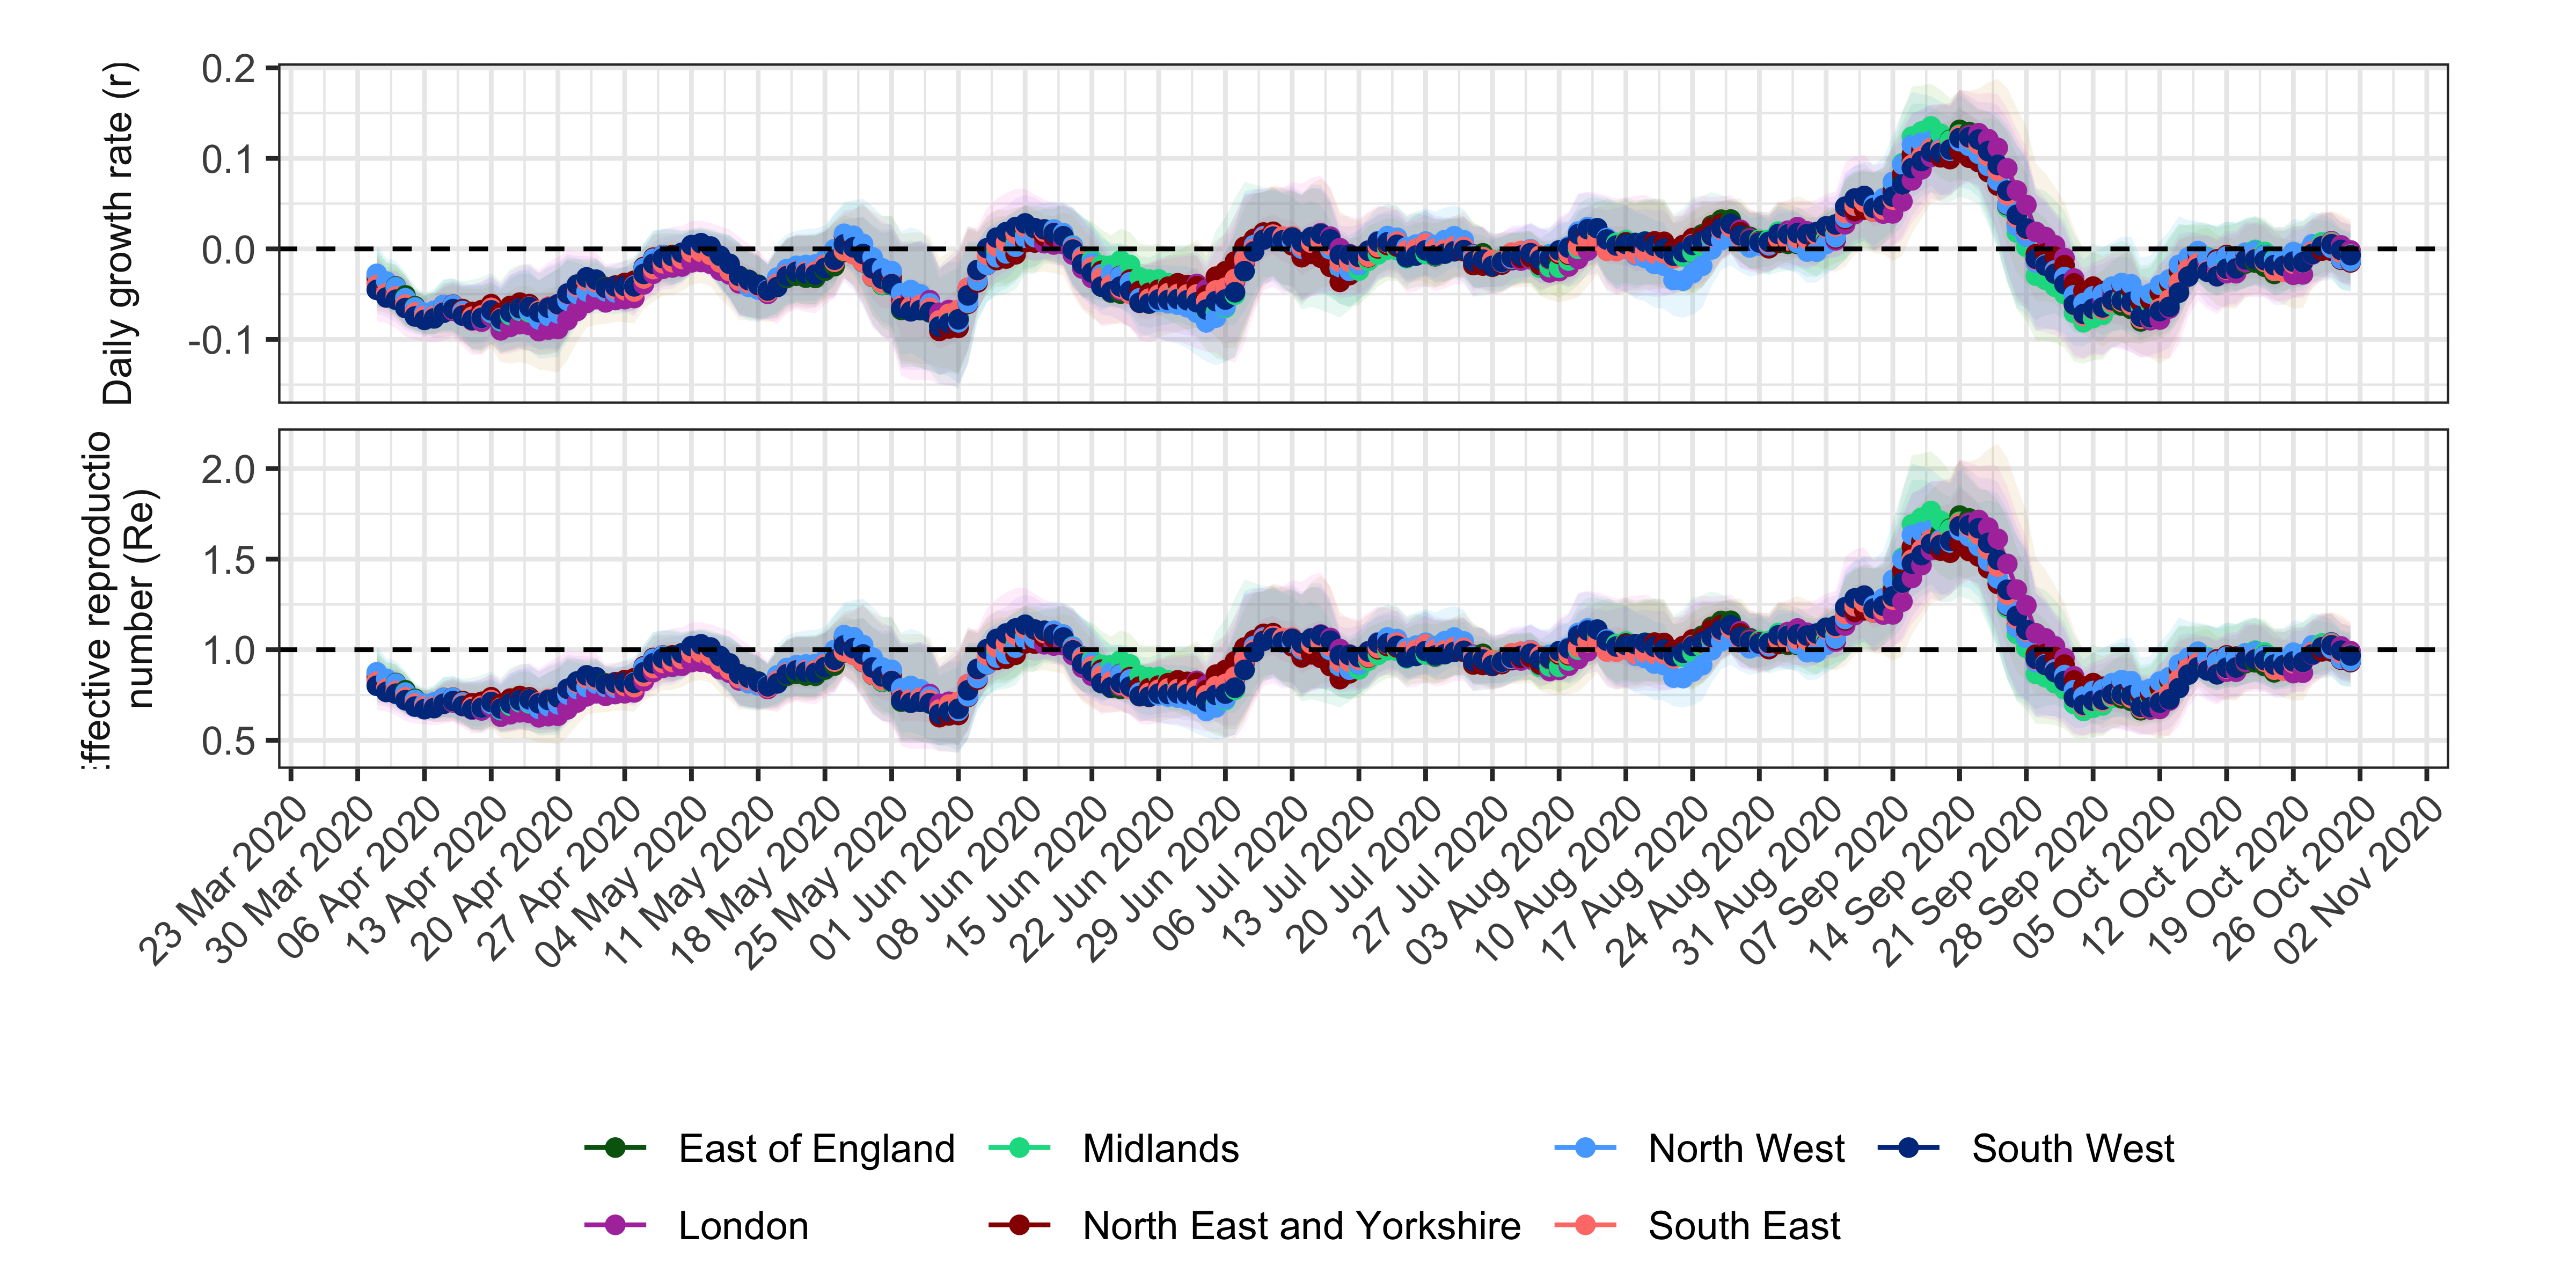 Daily growth rate (r)
0.2
0.1
0.0
-0.1
ffective reproductio
number (Re)
2.0
1.5
1.0
0.5
23 Mar 2020
30 Mar 2020
06 Apr 2020
13 Apr 2020
20 Apr 2020
27 Apr 2020
04 May 2020
11 May 2020
18 May 2020
25 May 2020
01 Jun 2020
08 Jun 2020
15 Jun 2020
22 Jun 2020
29 Jun 2020
06 Jul 2020
13 Jul 2020
20 Jul 2020
27 Jul 2020
03 Aug 2020
10 Aug 2020
17 Aug 2020
24 Aug 2020
31 Aug 2020
07 Sep 2020
14 Sep 2020
21 Sep 2020
28 Sep 2020
05 Oct 2020
12 Oct 2020
19 Oct 2020
26 Oct 2020
02 Nov 2020
East of England Midlands North West South West
London North East and Yorkshire South East